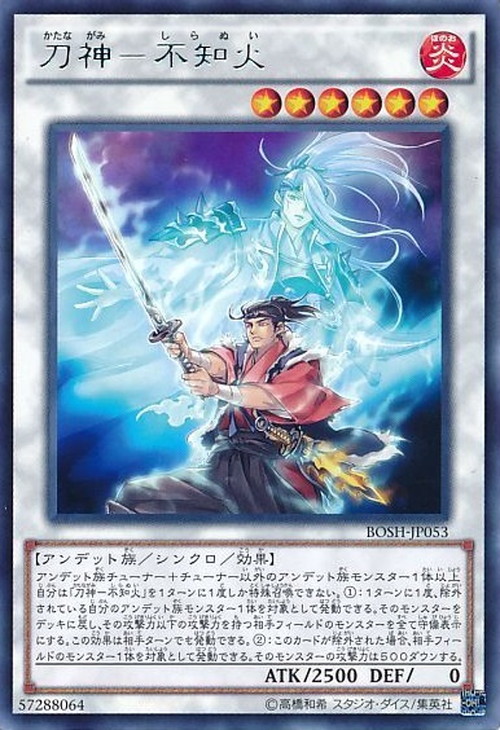 かたな がみ しらぬい
刀神－不知火
ほのお
炎
BOSH-JP053
【アンデット族／シンクロ／効果】
アンデット族チューナー＋チューナー以外のアンデット族モンスター1体以上
自分は「刀神－不知火」を1ターンに1度しか特殊召喚できない。①：1ターンに1度、除外
されている自分のアンデット族モンスター1体を対象として発動できる。そのモンスターを
デッキに戻し、その攻撃力以下の攻撃力を持つ相手フィールドのモンスターを全て守備表示
にする。この効果は相手ターンでも発動できる。②：このカードが除外された場合、相手フィー
ルドのモンスター1体を対象として発動できる。そのモンスターの攻撃力は500ダウンする。
ATK/2500 DEF/ 0
57288064
©高橋和希 スタジオ・ダイス/集英社